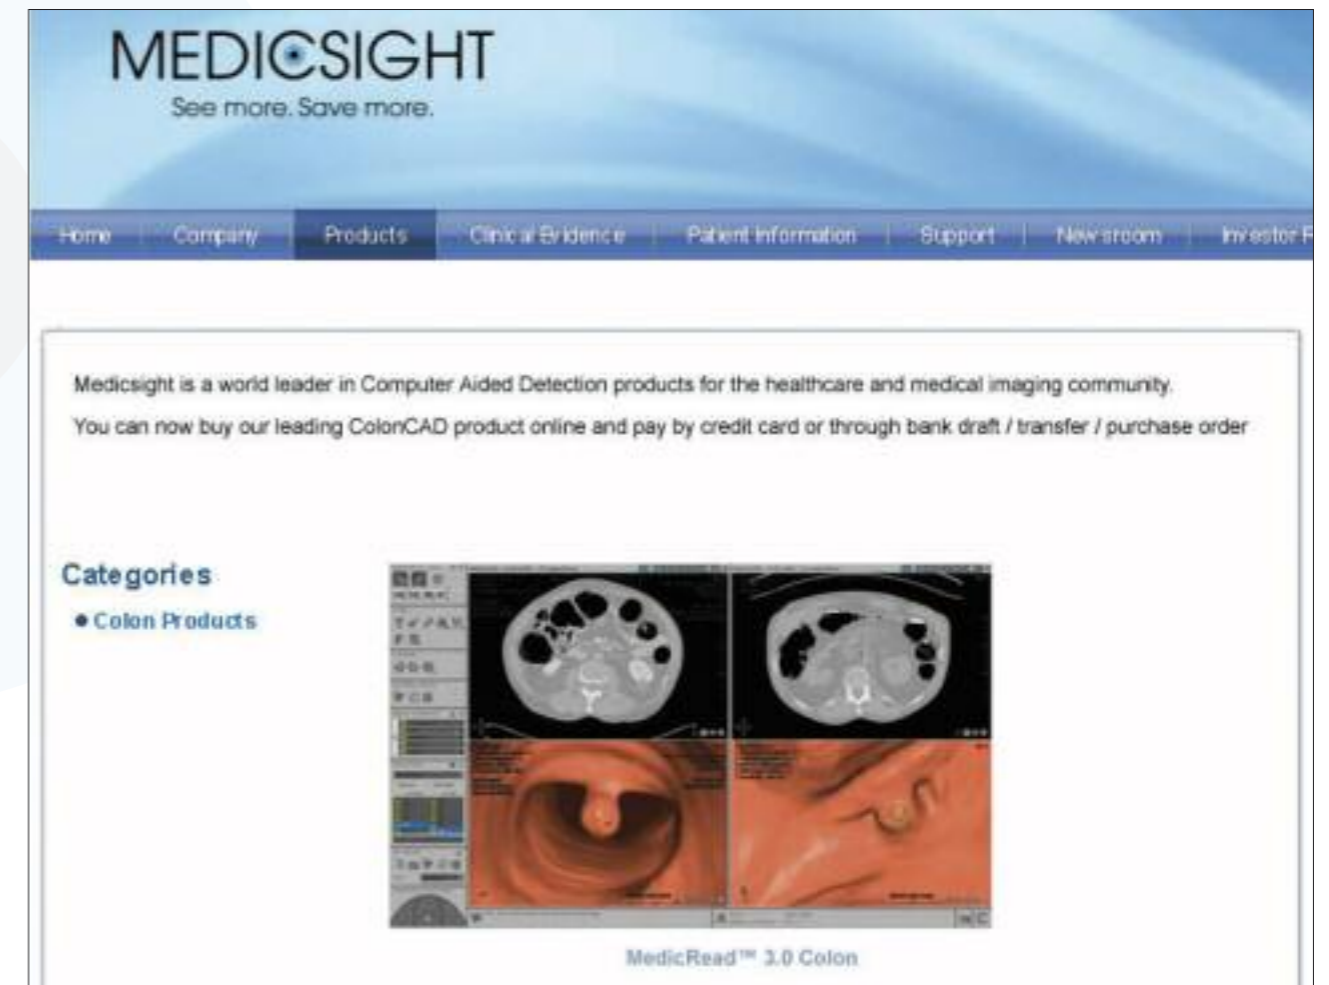 MEDICSIGHT
See more. Save more.
Home Company Products Clinical Evidence Patient Information Support Newsroom Investor
Medicsight is a world leader in Computer Aided Detection products for the healthcare and medical imaging community.
You can now buy our leading ColonCAD product online and pay by credit card or through bank draft / transfer / purchase order
Categories
• Colon Products
MedicRead™ 3.0 Colon